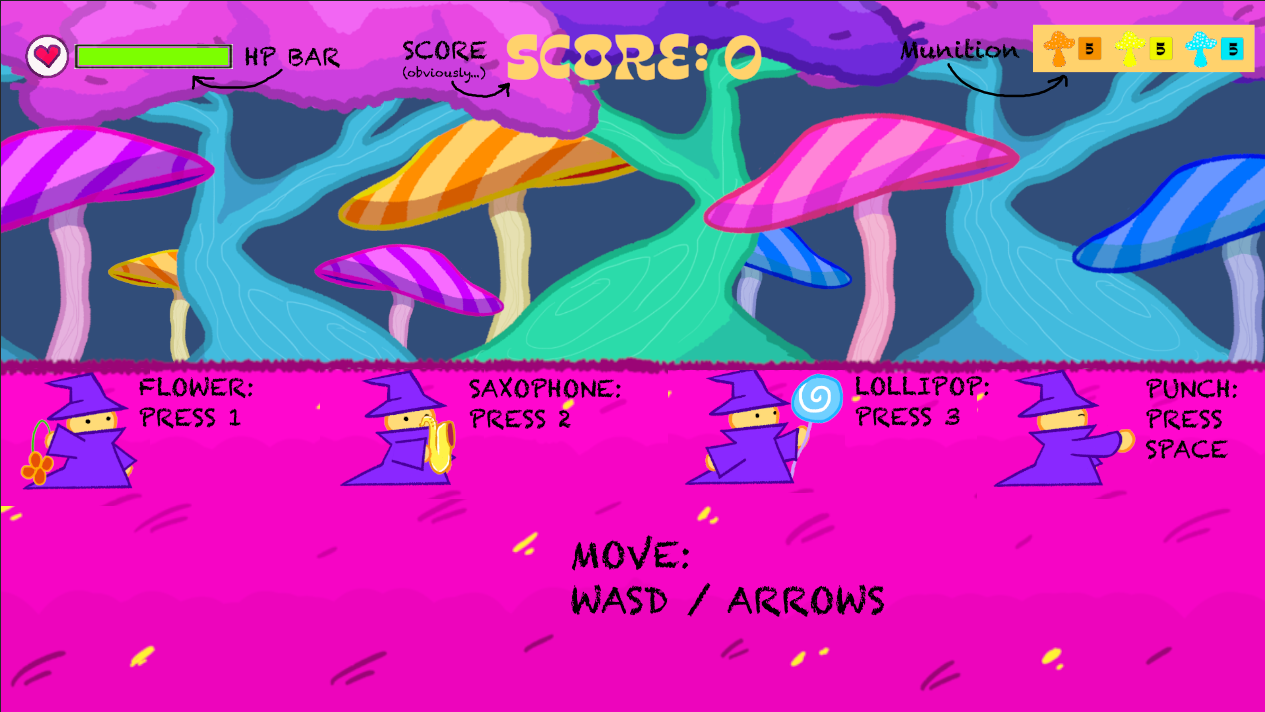 HP BAR
SCORE
(obviously...)
SCORE: 0
Munition
5 5 5
FLOWER:
PRESS 1
SAXOPHONE:
PRESS 2
LOLLIPOP:
PRESS 3
PUNCH:
PRESS
SPACE
MOVE:
WASD / ARROWS